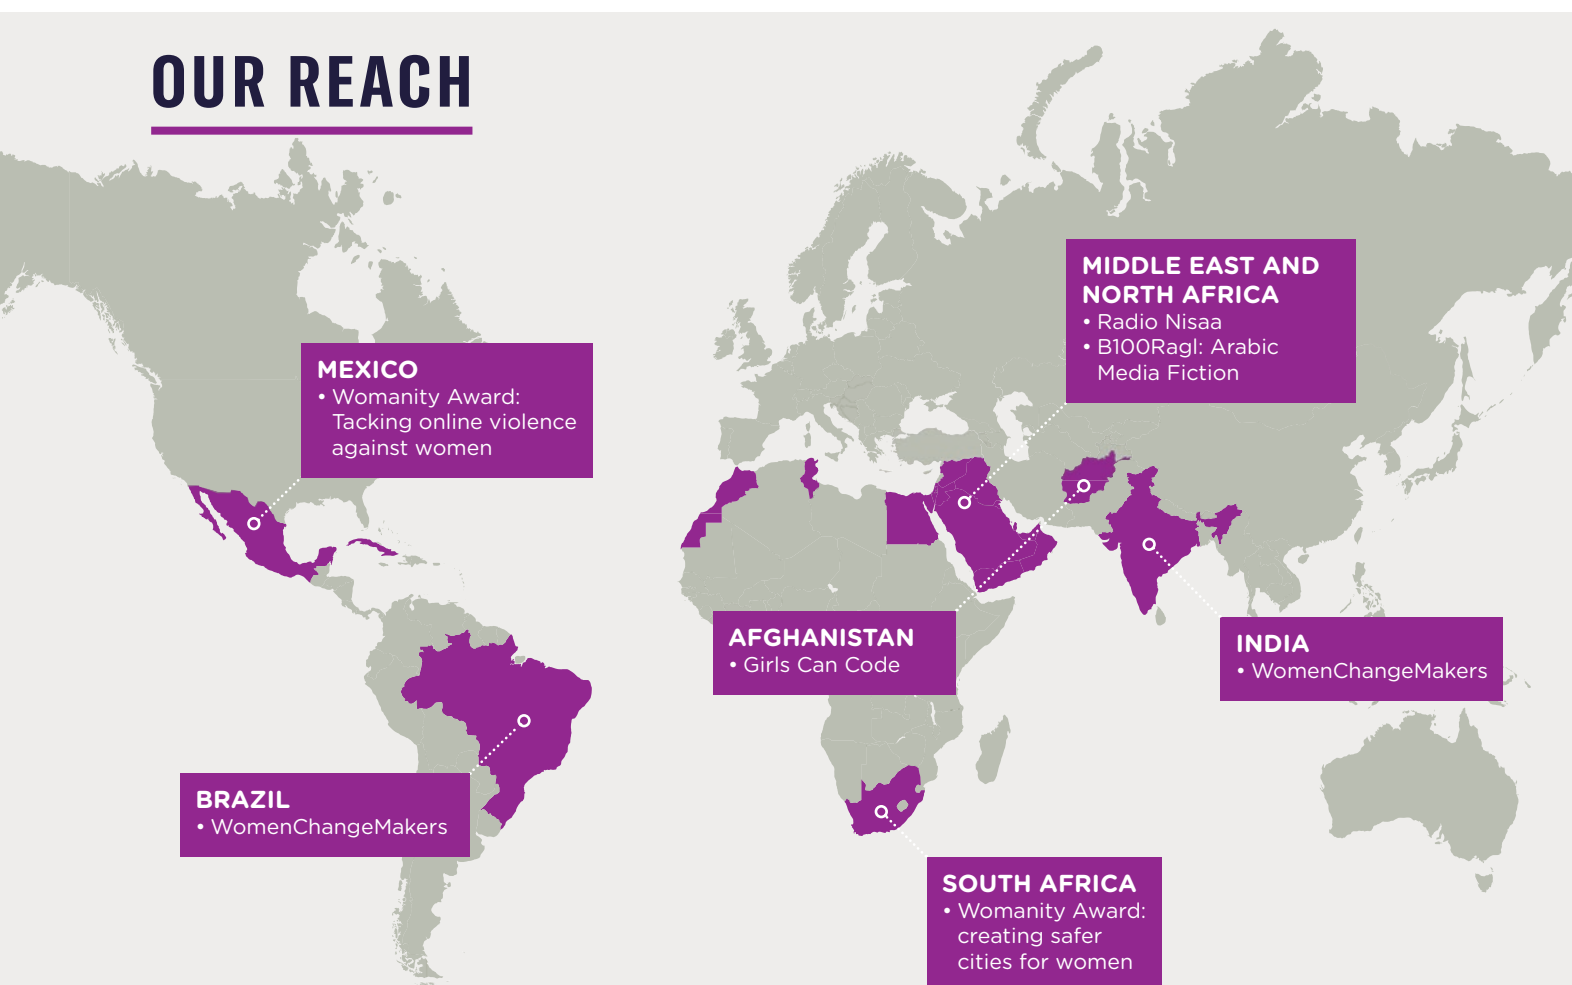 OUR REACH
MIDDLE EAST AND
NORTH AFRICA
• Radio Nisaa
• B100Ragl: Arabic
Media Fiction
MEXICO
• Womanity Award:
Tacking online violence
against women
AFGHANISTAN
• Girls Can Code
INDIA
• WomenChangeMakers
BRAZIL
• WomenChangeMakers
SOUTH AFRICA
• Womanity Award:
creating safer
cities for women